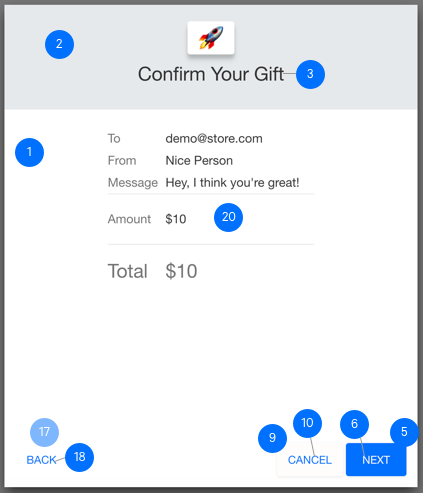 2
Confirm Your Gift 3
1
To demo@store.com
From Nice Person
Message Hey, I think you're great!
Amount $10 20
Total $10
17
BACK 18
9 10 6 5
CANCEL NEXT